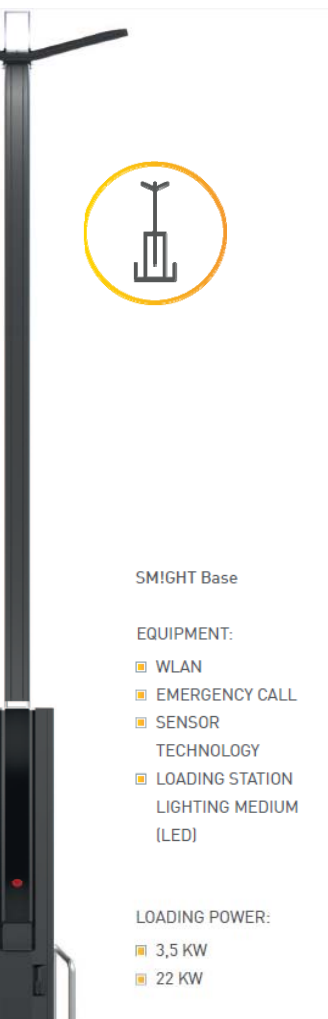 SM!GHT Base
EQUIPMENT:
WLAN
EMERGENCY CALL
SENSOR
TECHNOLOGY
LOADING STATION
LIGHTING MEDIUM
(LED)
LOADING POWER:
3,5 KW
22 KW